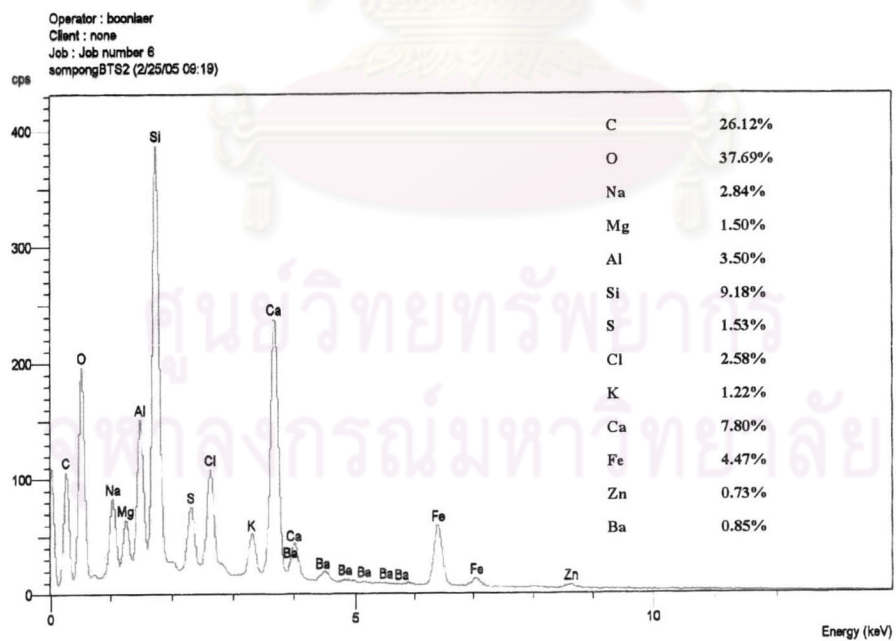 Operator : boonlaer
Client : none
Job : Job number 6
sompongBTS2 (2/25/05 09:19)
cps
400
300
200
100
0
C 26.12%
O 37.69%
Na 2.84%
Mg 1.50%
Al 3.50%
Si 9.18%
S 1.53%
Cl 2.58%
K 1.22%
Ca 7.80%
Fe 4.47%
Zn 0.73%
Ba 0.85%
C
O
Na
Mg
Al
Si
S
Cl
K
Ca
Ca
Ba
Ba
Ba
Ba
Ba
Ba
Fe
Fe
Zn
0
5
10
Energy (keV)
ศูนย์วิทยทรัพยากร
จุฬาลงกรณ์มหาวิทยาลัย